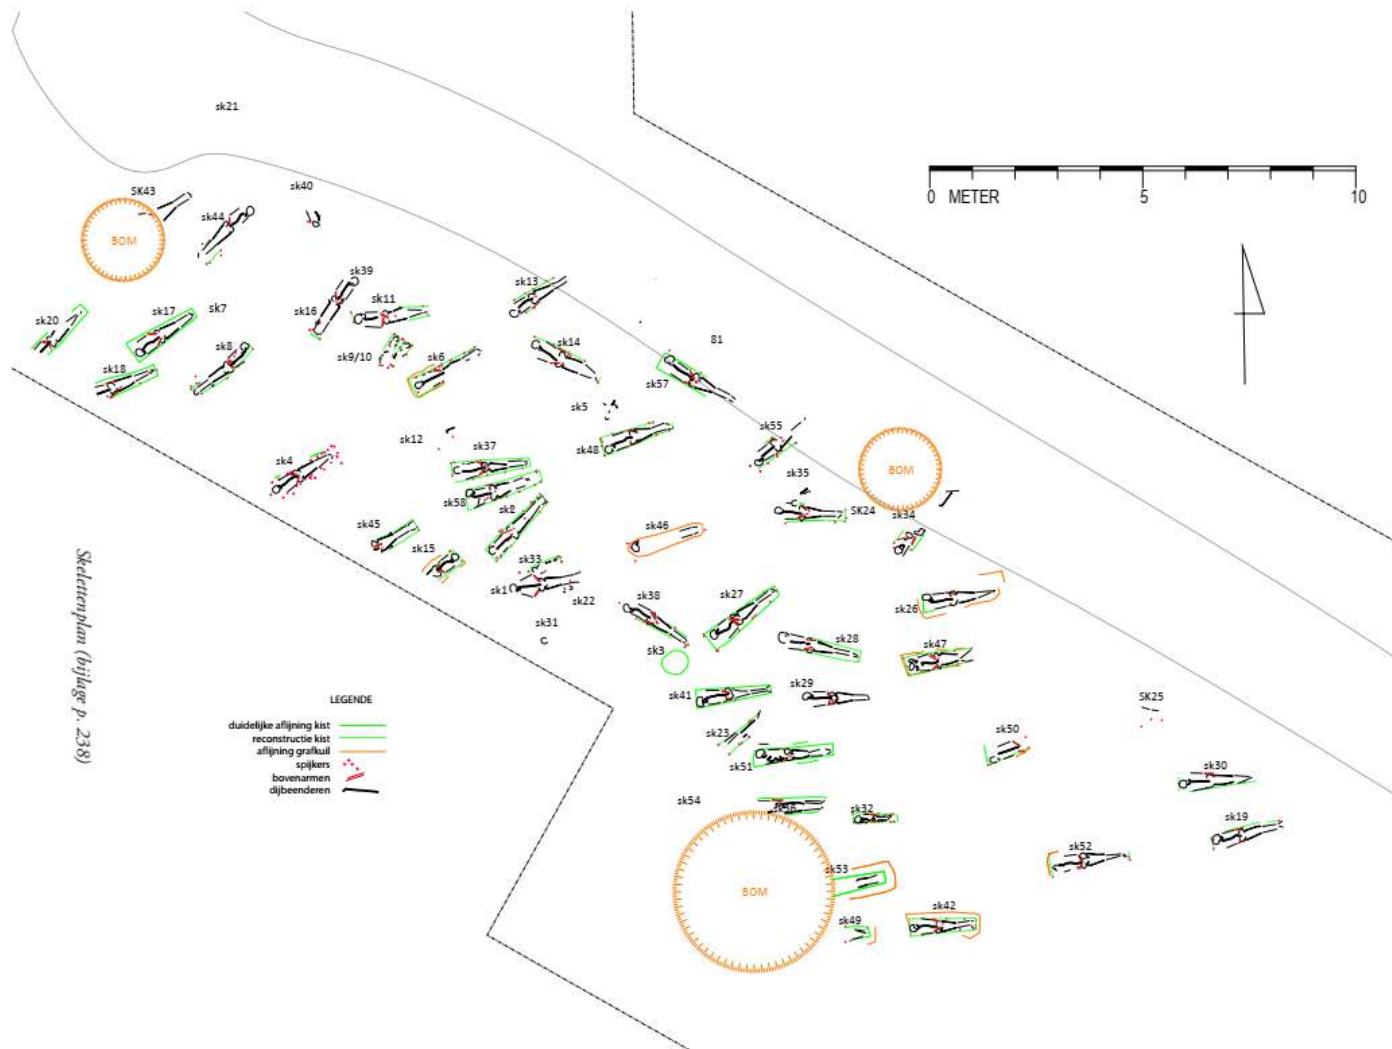 sk21
SK43
sk40
sk44
BOM
0 METER 5 10
sk39
sk13
sk11
sk16
sk7
sk17
sk20
sk9/10
sk6
sk14
sk8
sk18
81
sk57
sk5
sk48
sk12
sk37
sk4
sk58
sk2
sk55
sk35
BOM
SK24
sk34
sk45
sk15
sk46
sk33
sk1
sk22
sk31
sk38
sk27
sk26
sk3
sk28
sk47
sk41
sk29
sk23
sk51
SK25
sk50
sk30
sk54
sk56
sk32
sk19
sk52
sk53
BOM
sk49
sk42
Skelettenplan (bijlage p. 238)
LEGENDE
duidelijke aflijning kist
reconstructie kist
aflijning grafkuil
spijkers
bovenarmen
dijbeenderen